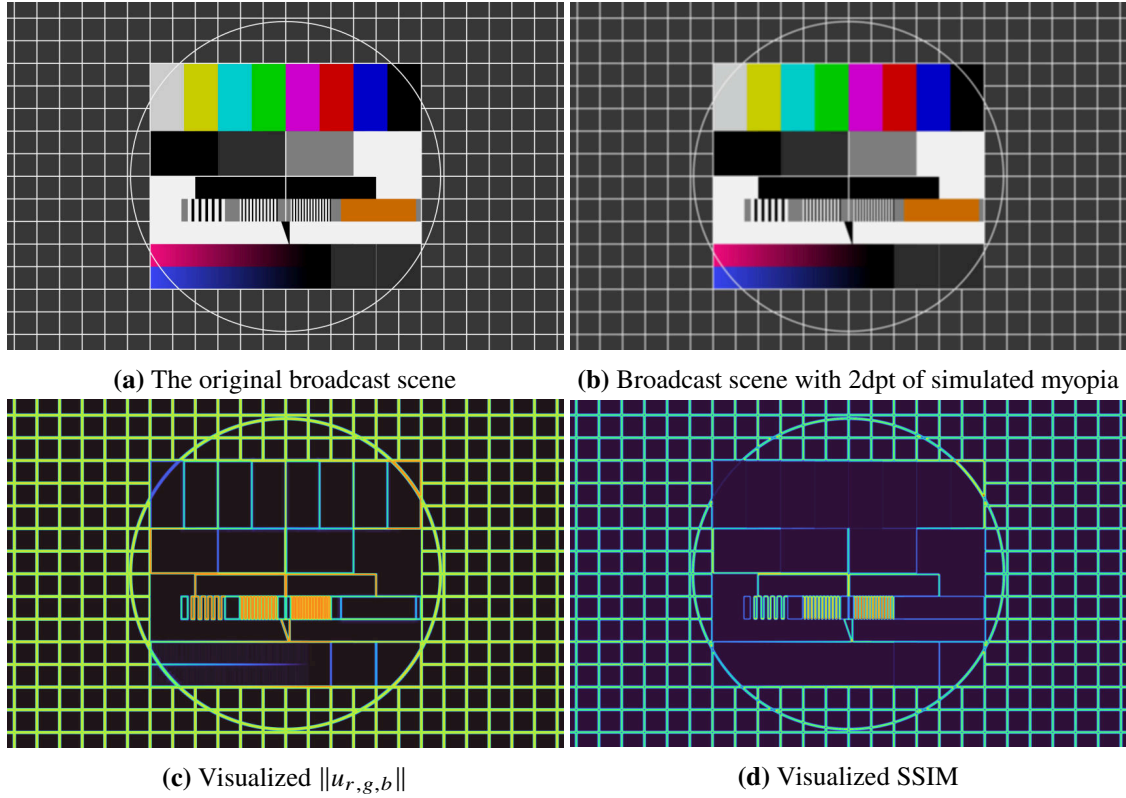 (a) The original broadcast scene
(b) Broadcast scene with 2dpt of simulated myopia
(c) Visualized ‖u_{r,g,b}‖
(d) Visualized SSIM